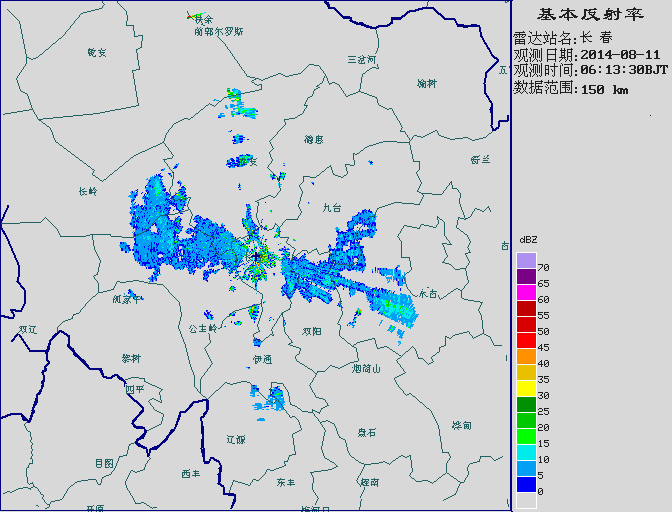 基本反射率
雷达站名:长 春
观测日期:2014-08-11
观测时间:06:13:30BJT
数据范围:150 km
扶余
前郭尔罗斯
乾安
三岔河
五
榆树
德惠
农安
舒兰
长岭
九台
吉
永吉
双辽
公主岭
双阳
梨树
伊通
烟筒山
四平
辽源
盘石
桦甸
昌图
西丰
东丰
辉南
开原
梅河口
dBZ
70
65
60
55
50
45
40
35
30
25
20
15
10
5
0